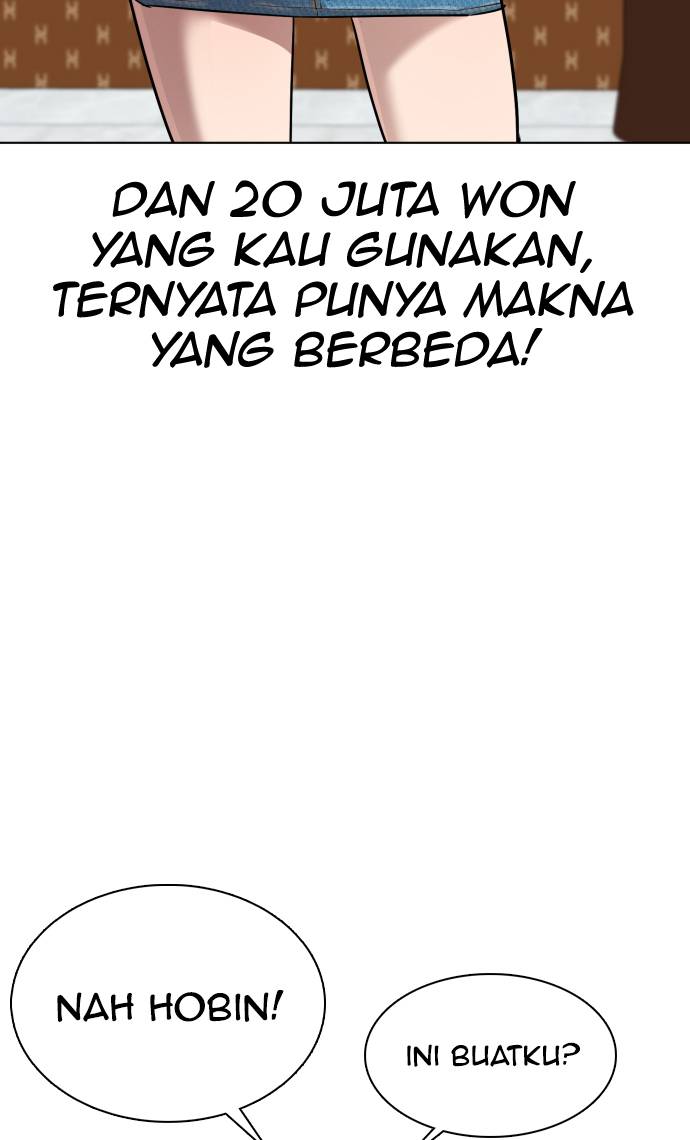 DAN 20 JUTA WON
YANG KAU GUNAKAN,
TERNYATA PUNYA MAKNA
YANG BERBEDA!
NAH HOBIN!
INI BUATKU?